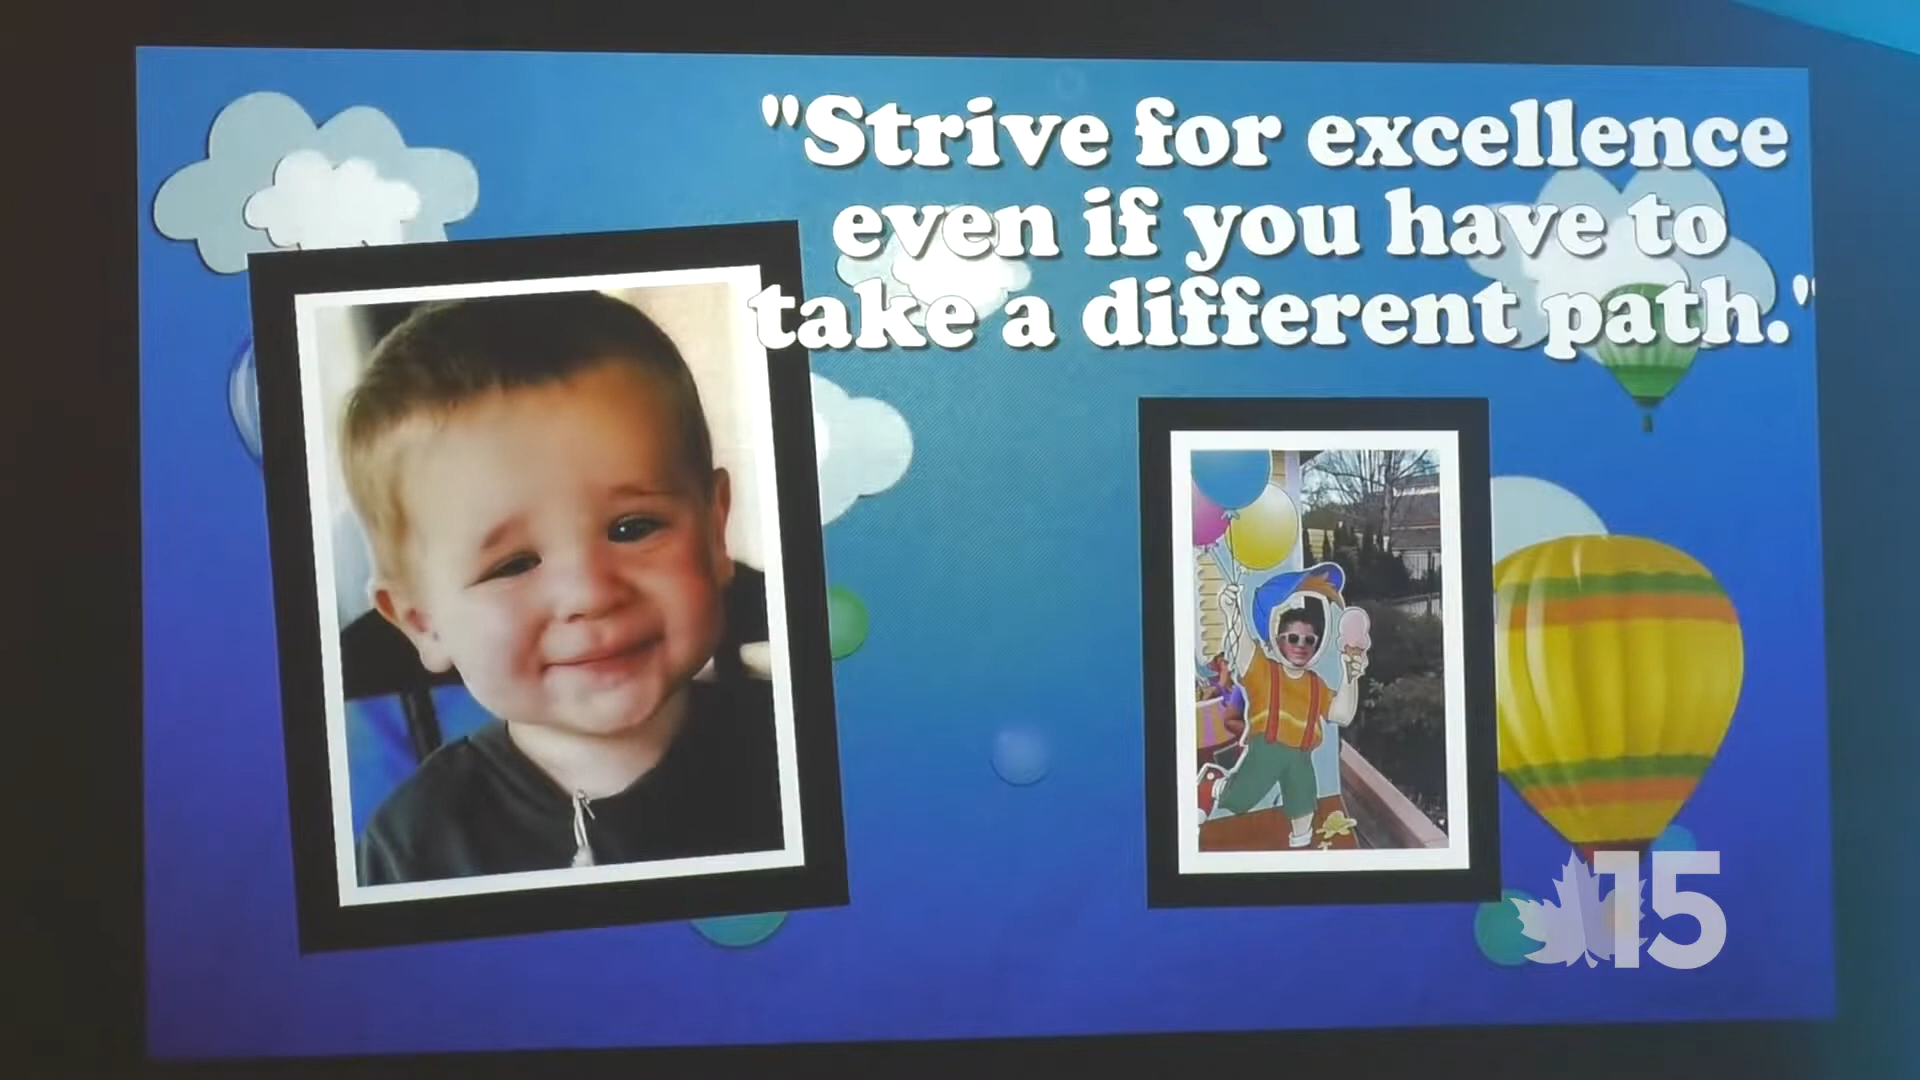 "Strive for excellence
even if you have to
take a different path."
15